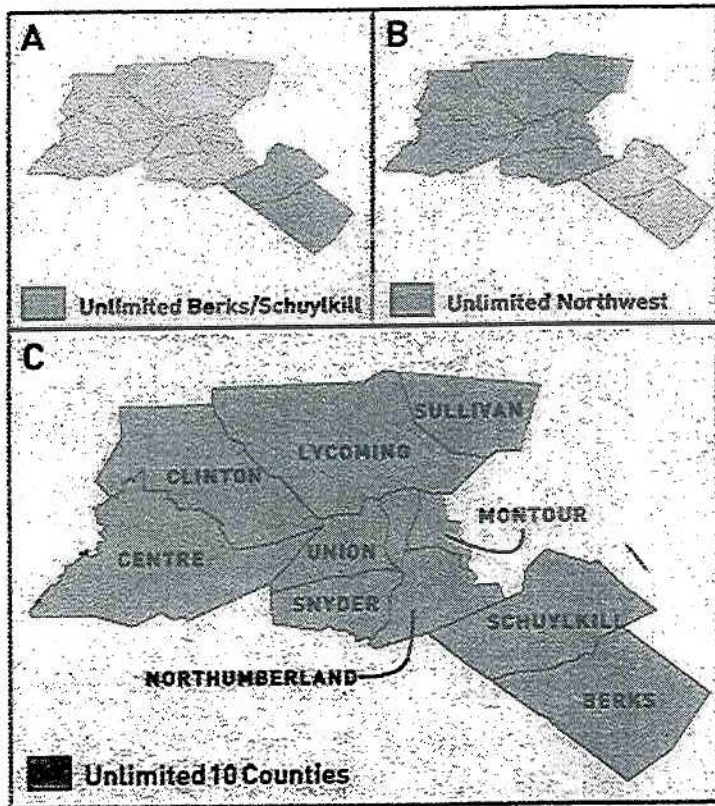 A
Unlimited Berks/Schuylkill
B
Unlimited Northwest
C
SULLIVAN
LYCOMING
CLINTON
MONTOUR
CENTRE
UNION
SNYDER
SCHUYLKILL
NORTHUMBERLAND
BERKS
Unlimited 10 Counties